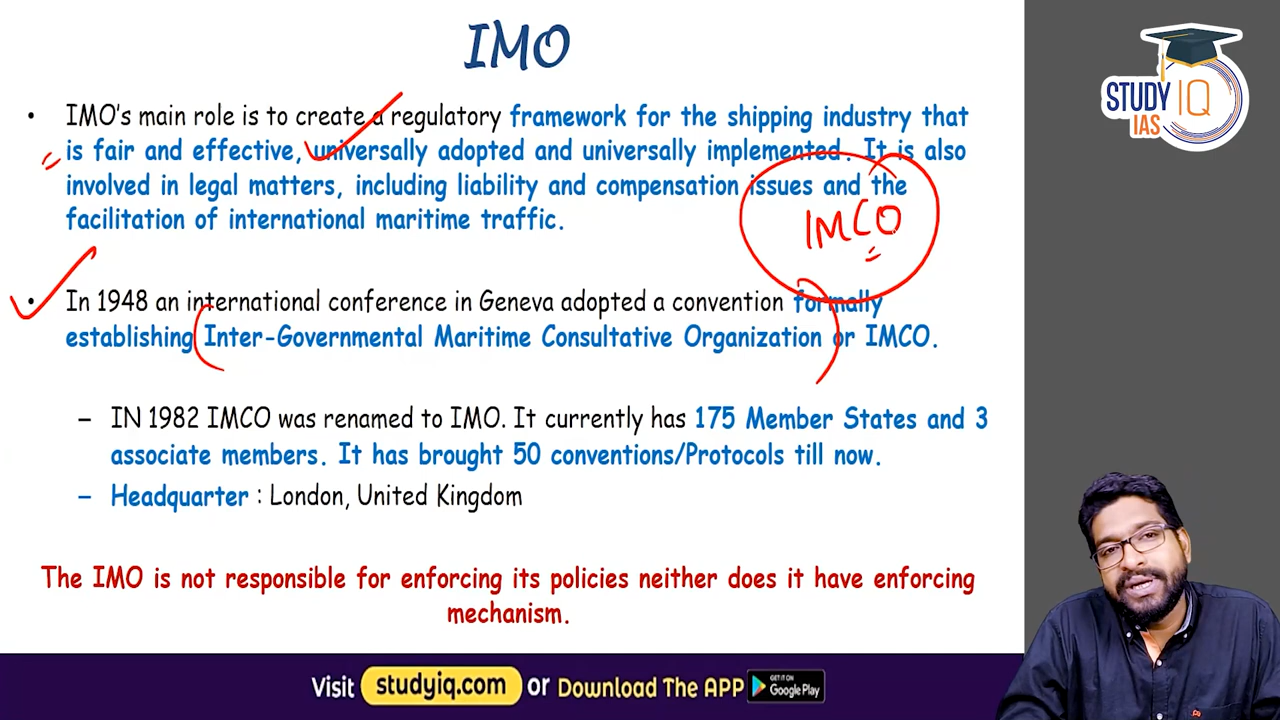 IMO
• IMO's main role is to create a regulatory framework for the shipping industry that
is fair and effective, universally adopted and universally implemented. It is also
involved in legal matters, including liability and compensation issues and the
facilitation of international maritime traffic.
IMCO
• In 1948 an international conference in Geneva adopted a convention formally
establishing Inter-Governmental Maritime Consultative Organization or IMCO.
– IN 1982 IMCO was renamed to IMO. It currently has 175 Member States and 3
associate members. It has brought 50 conventions/Protocols till now.
– Headquarter : London, United Kingdom
The IMO is not responsible for enforcing its policies neither does it have enforcing
mechanism.
STUDY IQ
IAS
Visit studyiq.com or Download The APP GET IT ON Google Play